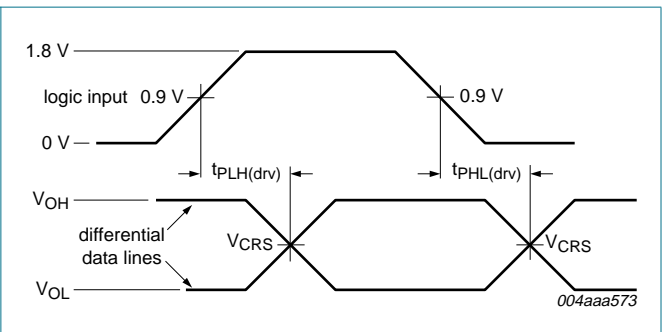 1.8 V
logic input 0.9 V
0.9 V
0 V
tPLH(drv)
tPHL(drv)
VOH
differential
data lines
VCRS
VCRS
VOL
004aaa573